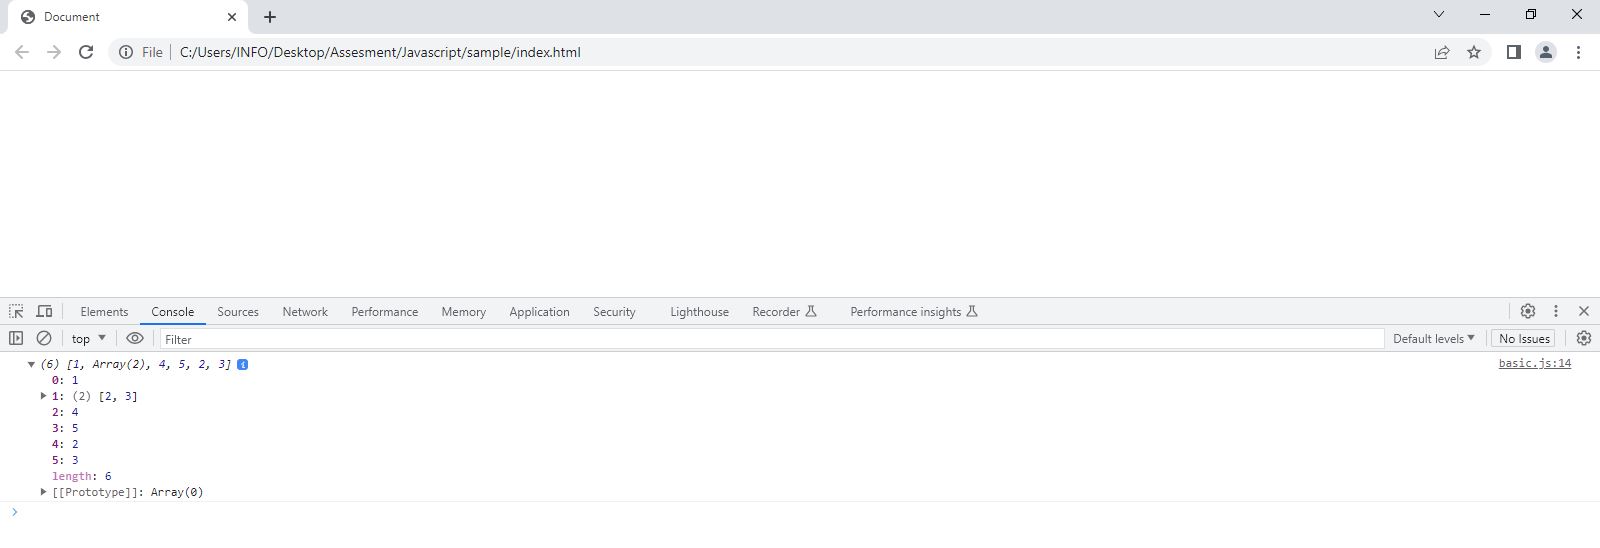 Document
File C:/Users/INFO/Desktop/Assesment/Javascript/sample/index.html
Elements Console Sources Network Performance Memory Application Security Lighthouse Recorder Performance insights
top Filter Default levels No Issues
(6) [1, Array(2), 4, 5, 2, 3] i basic.js:14
0: 1
1: (2) [2, 3]
2: 4
3: 5
4: 2
5: 3
length: 6
[[Prototype]]: Array(0)